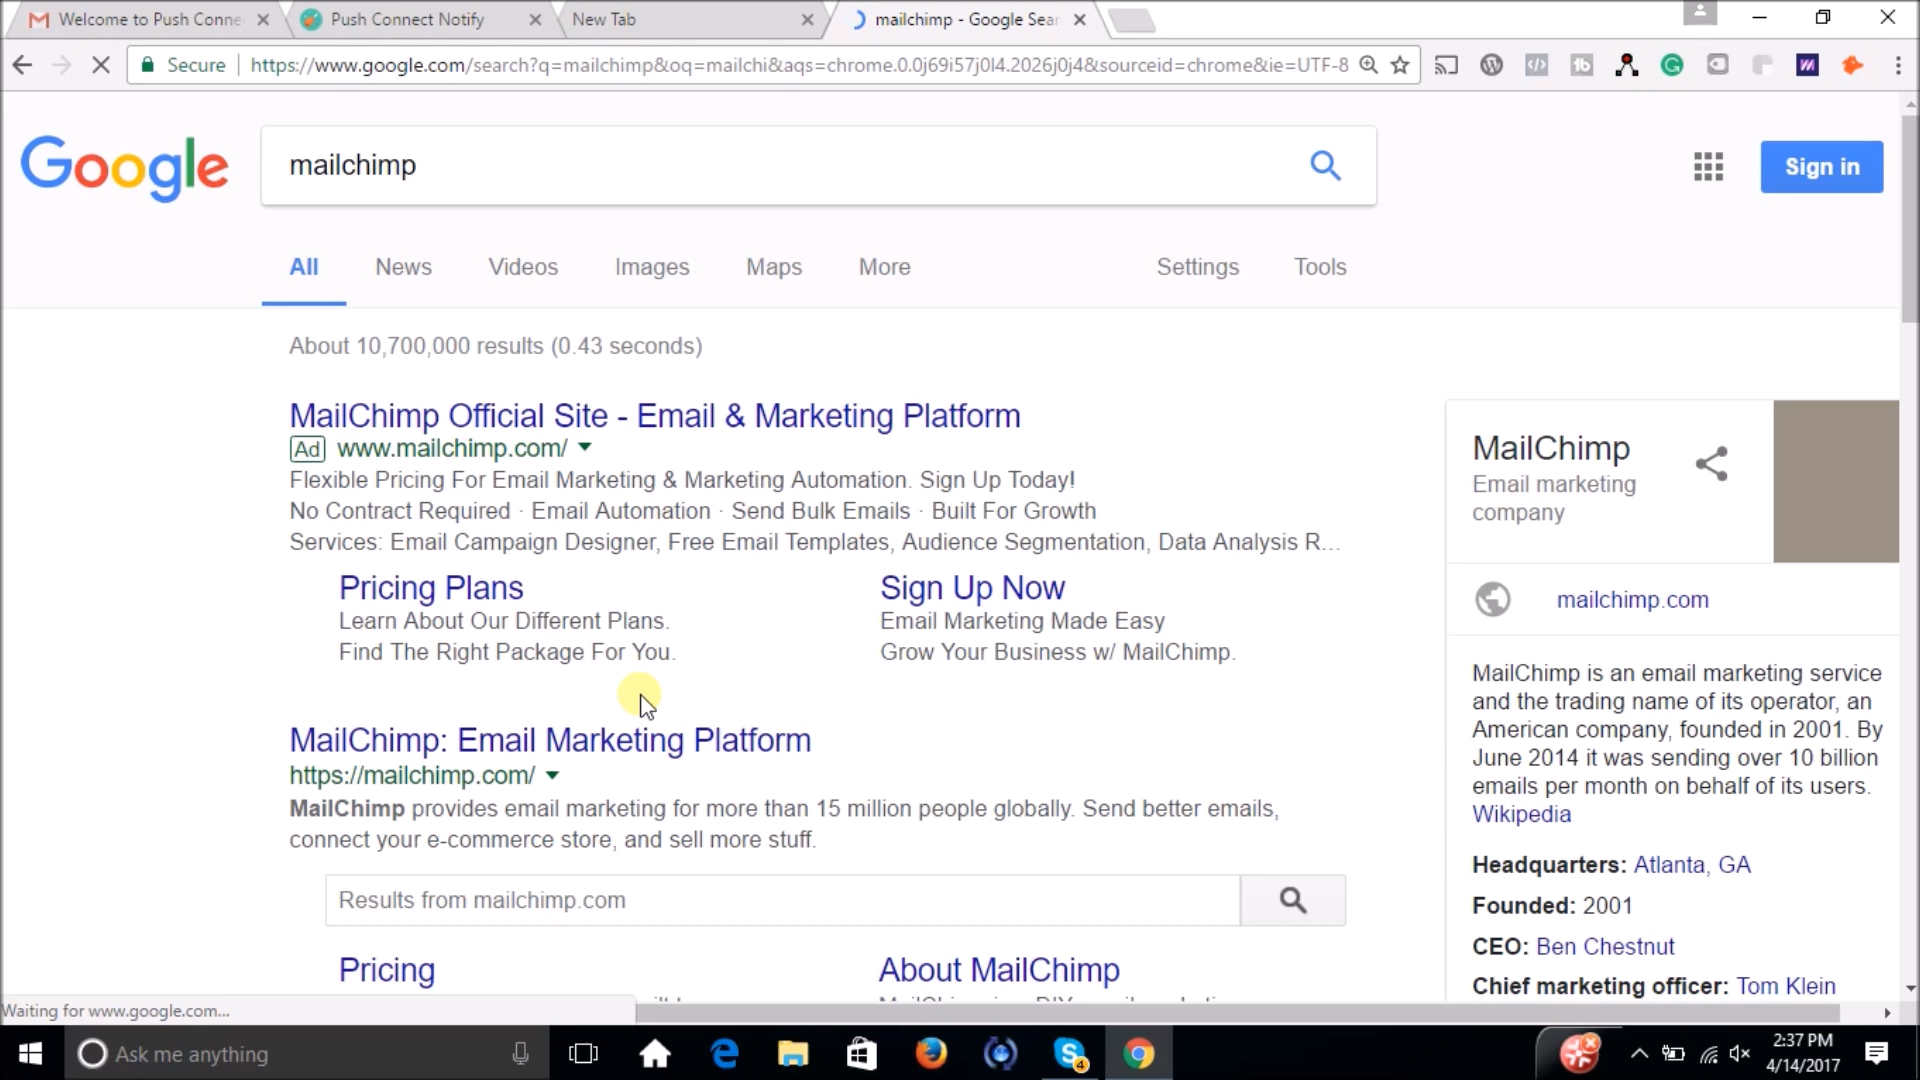 Welcome to Push Conne
Push Connect Notify
New Tab
mailchimp - Google Sear
Secure
https://www.google.com/search?q=mailchimp&oq=mailchi&aqs=chrome.0.0j69i57j0l4.2026j0j4&sourceid=chrome&ie=UTF-8
Google
mailchimp
Sign in
All News Videos Images Maps More Settings Tools
About 10,700,000 results (0.43 seconds)
MailChimp Official Site - Email & Marketing Platform
Ad www.mailchimp.com/
Flexible Pricing For Email Marketing & Marketing Automation. Sign Up Today!
No Contract Required · Email Automation · Send Bulk Emails · Built For Growth
Services: Email Campaign Designer, Free Email Templates, Audience Segmentation, Data Analysis R...
Pricing Plans
Learn About Our Different Plans.
Find The Right Package For You.
Sign Up Now
Email Marketing Made Easy
Grow Your Business w/ MailChimp.
MailChimp: Email Marketing Platform
https://mailchimp.com/
MailChimp provides email marketing for more than 15 million people globally. Send better emails,
connect your e-commerce store, and sell more stuff.
Results from mailchimp.com
Pricing
About MailChimp
MailChimp
Email marketing
company
mailchimp.com
MailChimp is an email marketing service
and the trading name of its operator, an
American company, founded in 2001. By
June 2014 it was sending over 10 billion
emails per month on behalf of its users.
Wikipedia
Headquarters: Atlanta, GA
Founded: 2001
CEO: Ben Chestnut
Chief marketing officer: Tom Klein
Waiting for www.google.com...
Ask me anything
4
2:37 PM
4/14/2017